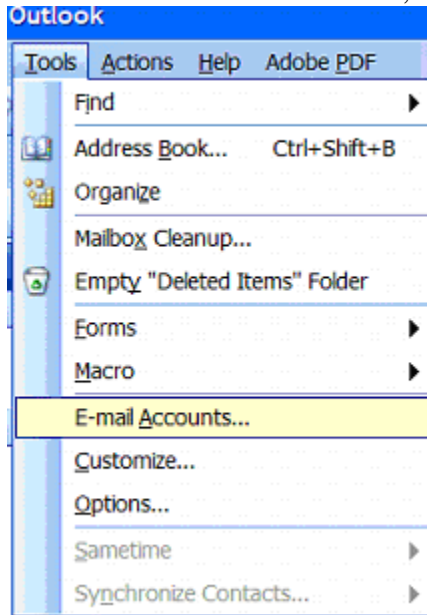 Outlook
Tools Actions Help Adobe PDF
Find
Address Book... Ctrl+Shift+B
Organize
Mailbox Cleanup...
Empty "Deleted Items" Folder
Forms
Macro
E-mail Accounts...
Customize...
Options...
Sametime
Synchronize Contacts...